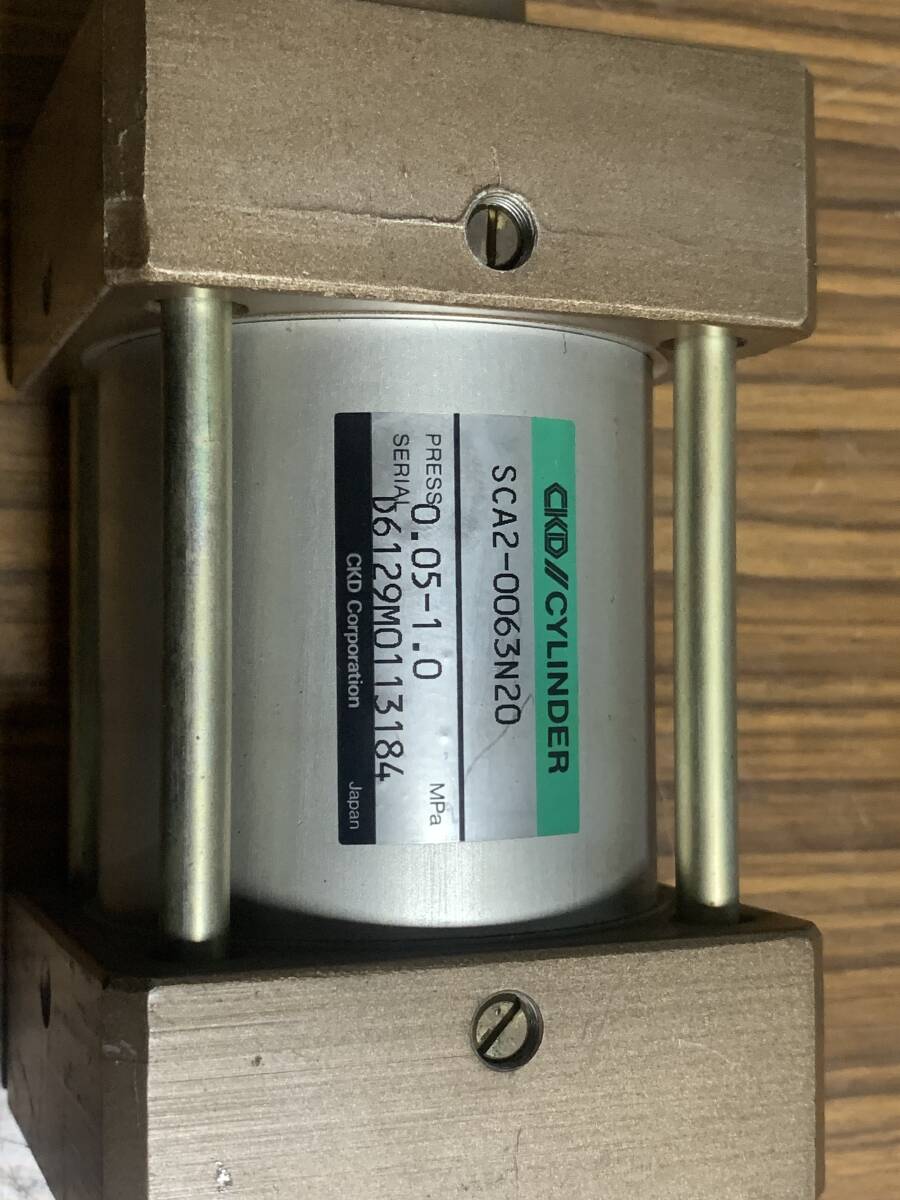 CKD//CYLINDER
SCA2-0063N20
PRESS 0.05-1.0 MPa
SERIAL D6129M0113184
CKD Corporation Japan